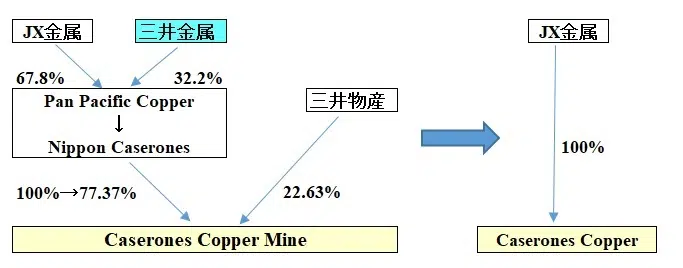 JX金属
三井金属
67.8%
32.2%
Pan Pacific Copper
↓
Nippon Caserones
三井物産
100%→77.37%
22.63%
Caserones Copper Mine
JX金属
100%
Caserones Copper